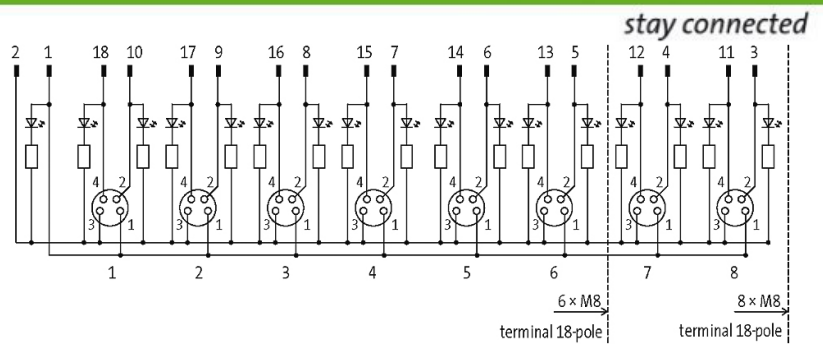 stay connected
2 1 18 10 17 9 16 8 15 7 14 6 13 5 12 4 11 3
4 2 4 2 4 2 4 2 4 2 4 2 4 2 4 2
3 1 3 1 3 1 3 1 3 1 3 1 3 1 3 1
1 2 3 4 5 6 7 8
6 × M8 8 × M8
terminal 18-pole terminal 18-pole